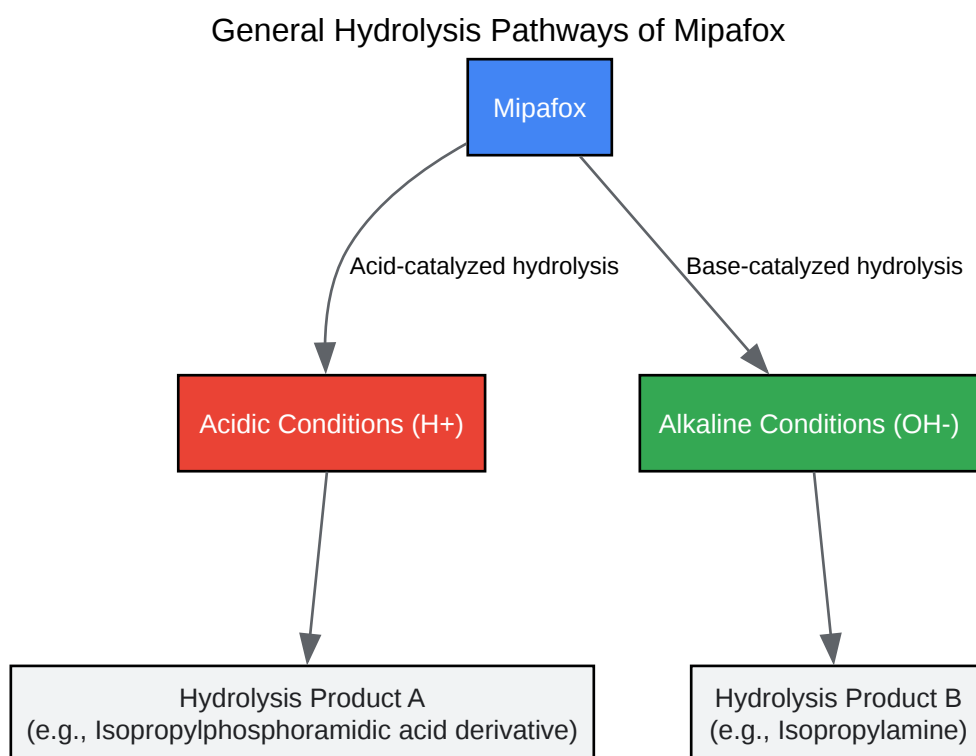 General Hydrolysis Pathways of Mipafox
Mipafox
Acid-catalyzed hydrolysis
Base-catalyzed hydrolysis
Acidic Conditions (H+)
Alkaline Conditions (OH-)
Hydrolysis Product A
(e.g., Isopropylphosphoramidic acid derivative)
Hydrolysis Product B
(e.g., Isopropylamine)